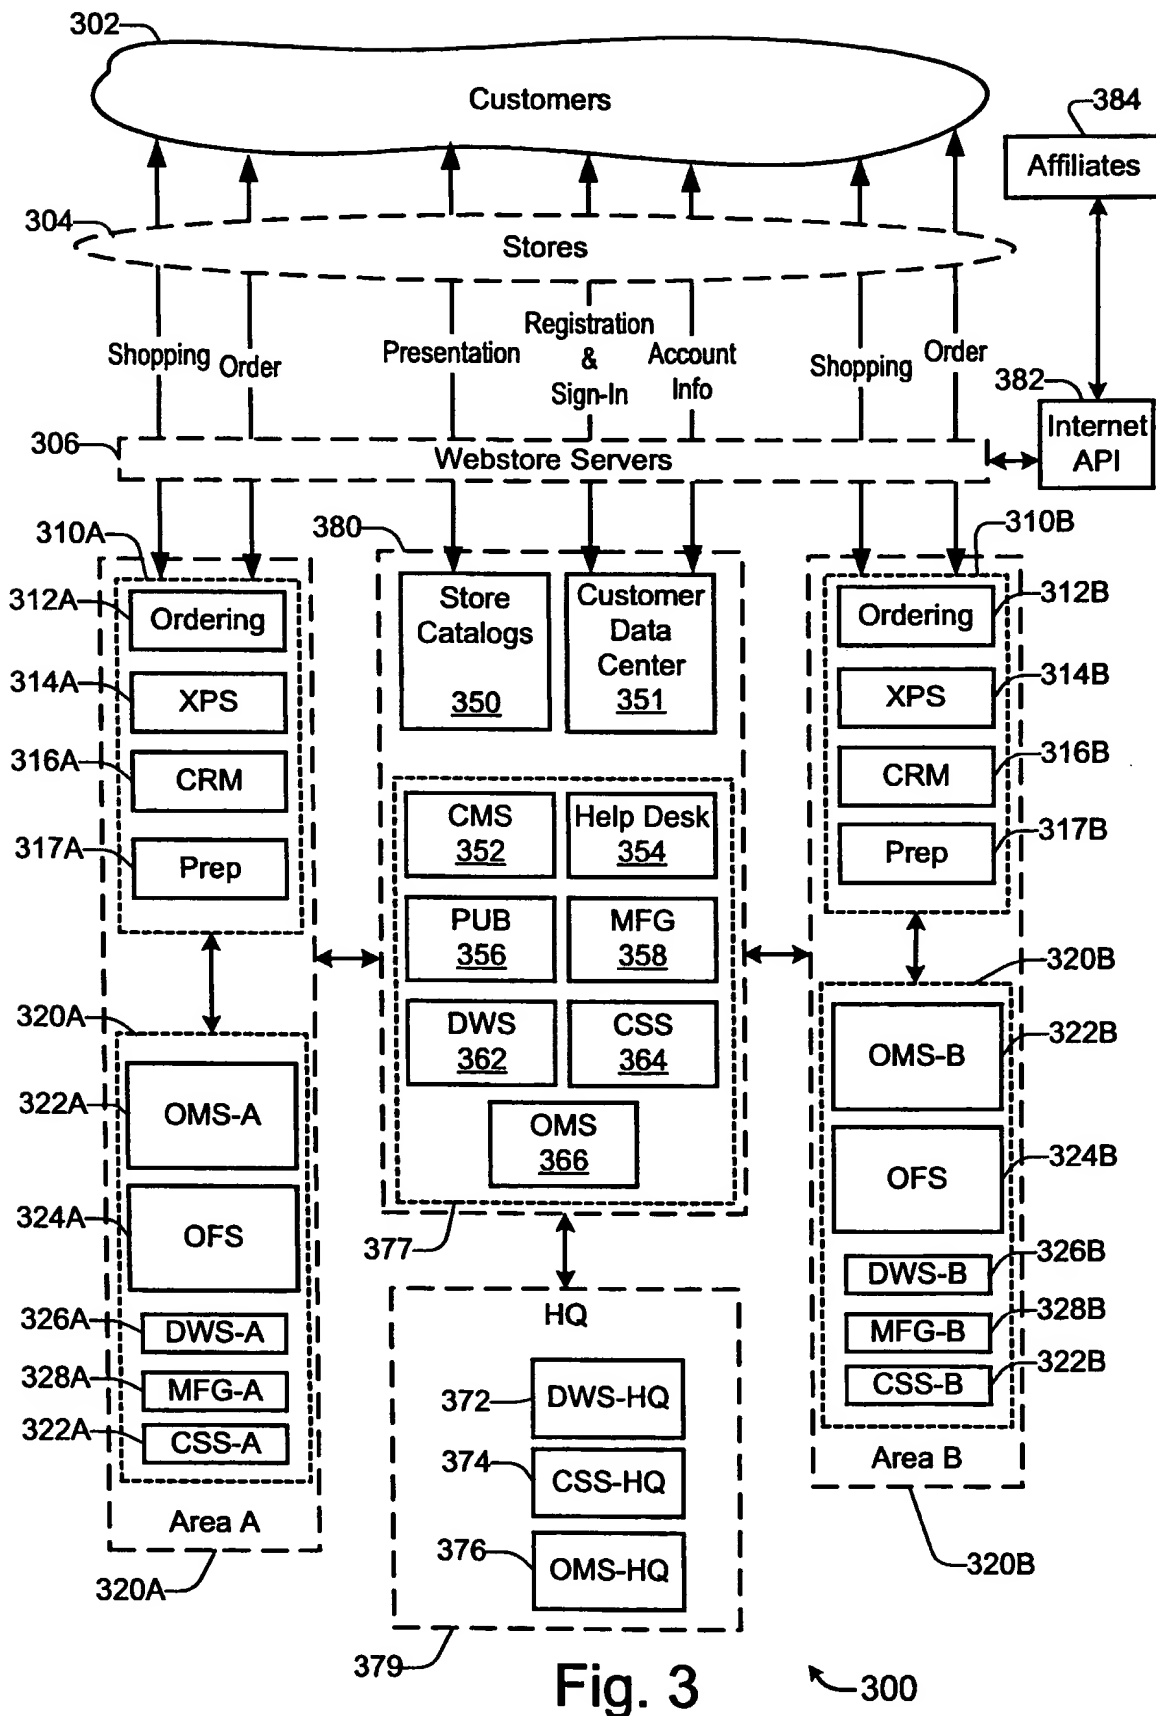 302
Customers
384
Affiliates
304
Stores
Shopping
Order
Presentation
Registration
&
Sign-In
Account
Info
Shopping
Order
382
Internet
API
306
Webstore Servers
310A
312A
Ordering
314A
XPS
316A
CRM
317A
Prep
320A
322A
OMS-A
324A
OFS
326A
DWS-A
328A
MFG-A
322A
CSS-A
Area A
320A
380
Store
Catalogs
350
Customer
Data
Center
351
CMS
352
Help Desk
354
PUB
356
MFG
358
DWS
362
CSS
364
OMS
366
377
HQ
372
DWS-HQ
374
CSS-HQ
376
OMS-HQ
379
310B
Ordering
312B
XPS
314B
CRM
316B
Prep
317B
320B
OMS-B
322B
OFS
324B
DWS-B
326B
MFG-B
328B
CSS-B
322B
Area B
320B
Fig. 3
300